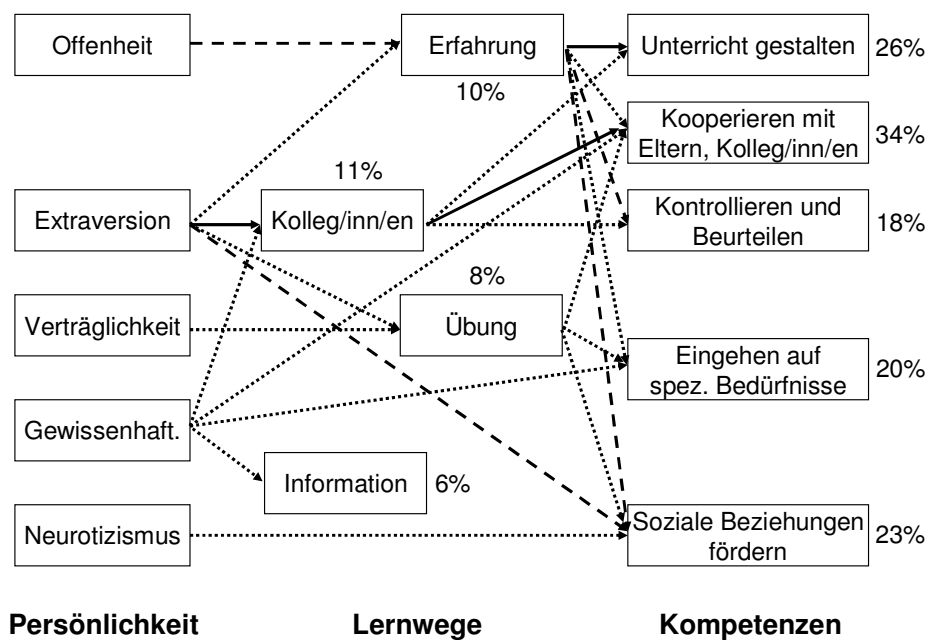 Offenheit
Erfahrung
Unterricht gestalten
26%
10%
Kooperieren mit
Eltern, Kolleg/inn/en
34%
11%
Extraversion
Kolleg/inn/en
Kontrollieren und
Beurteilen
18%
8%
Verträglichkeit
Übung
Eingehen auf
spez. Bedürfnisse
20%
Gewissenhaft.
Information
6%
Neurotizismus
Soziale Beziehungen
fördern
23%
Persönlichkeit
Lernwege
Kompetenzen